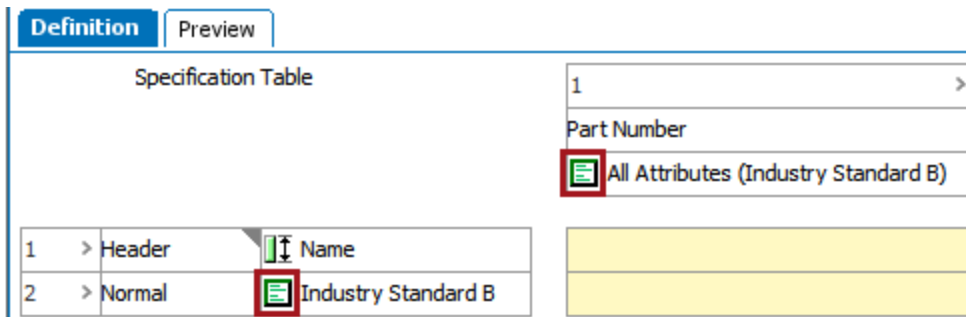 Definition Preview
Specification Table
1 >
Part Number
All Attributes (Industry Standard B)
1 > Header Name
2 > Normal Industry Standard B